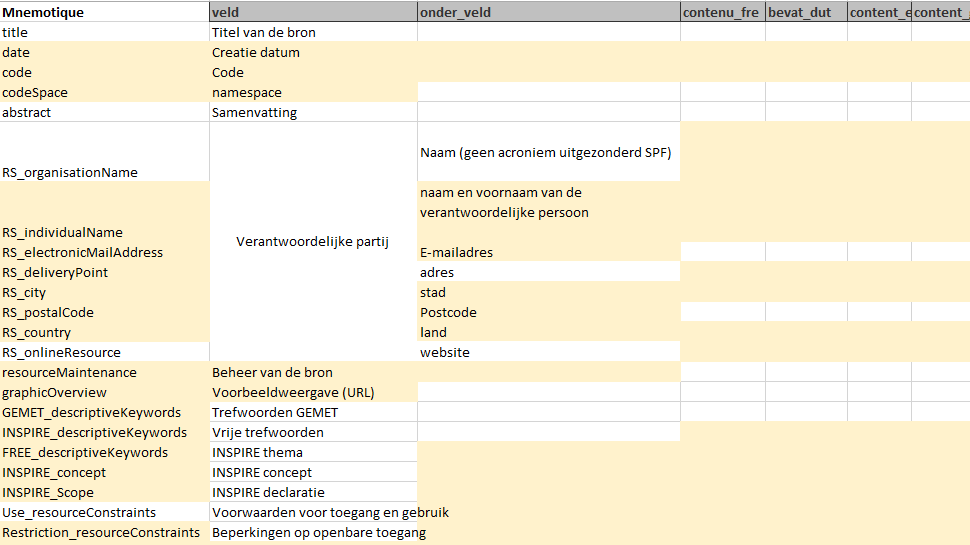 Mnemotique veld onder_veld contenu_fre bevat_dut content_e content_
title Titel van de bron
date Creatie datum
code Code
codeSpace namespace
abstract Samenvatting
RS_organisationName Naam (geen acroniem uitgezonderd SPF)
naam en voornaam van de
verantwoordelijke persoon
RS_individualName
Verantwoordelijke partij
RS_electronicMailAddress E-mailadres
RS_deliveryPoint adres
RS_city stad
RS_postalCode Postcode
RS_country land
RS_onlineResource website
resourceMaintenance Beheer van de bron
graphicOverview Voorbeeldweergave (URL)
GEMET_descriptiveKeywords Trefwoorden GEMET
INSPIRE_descriptiveKeywords Vrije trefwoorden
FREE_descriptiveKeywords INSPIRE thema
INSPIRE_concept INSPIRE concept
INSPIRE_Scope INSPIRE declaratie
Use_resourceConstraints Voorwaarden voor toegang en gebruik
Restriction_resourceConstraints Beperkingen op openbare toegang